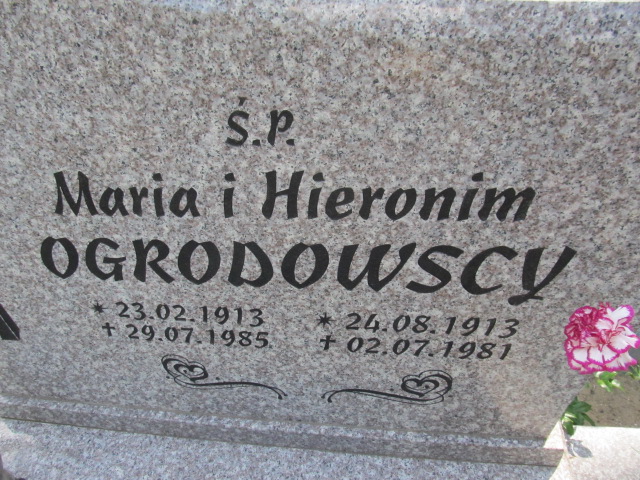 Ś.P.
Maria i Hieronim
OGRODOWSCY
* 23.02.1913 * 24.08.1913
✝ 29.07.1985 ✝ 02.07.1981